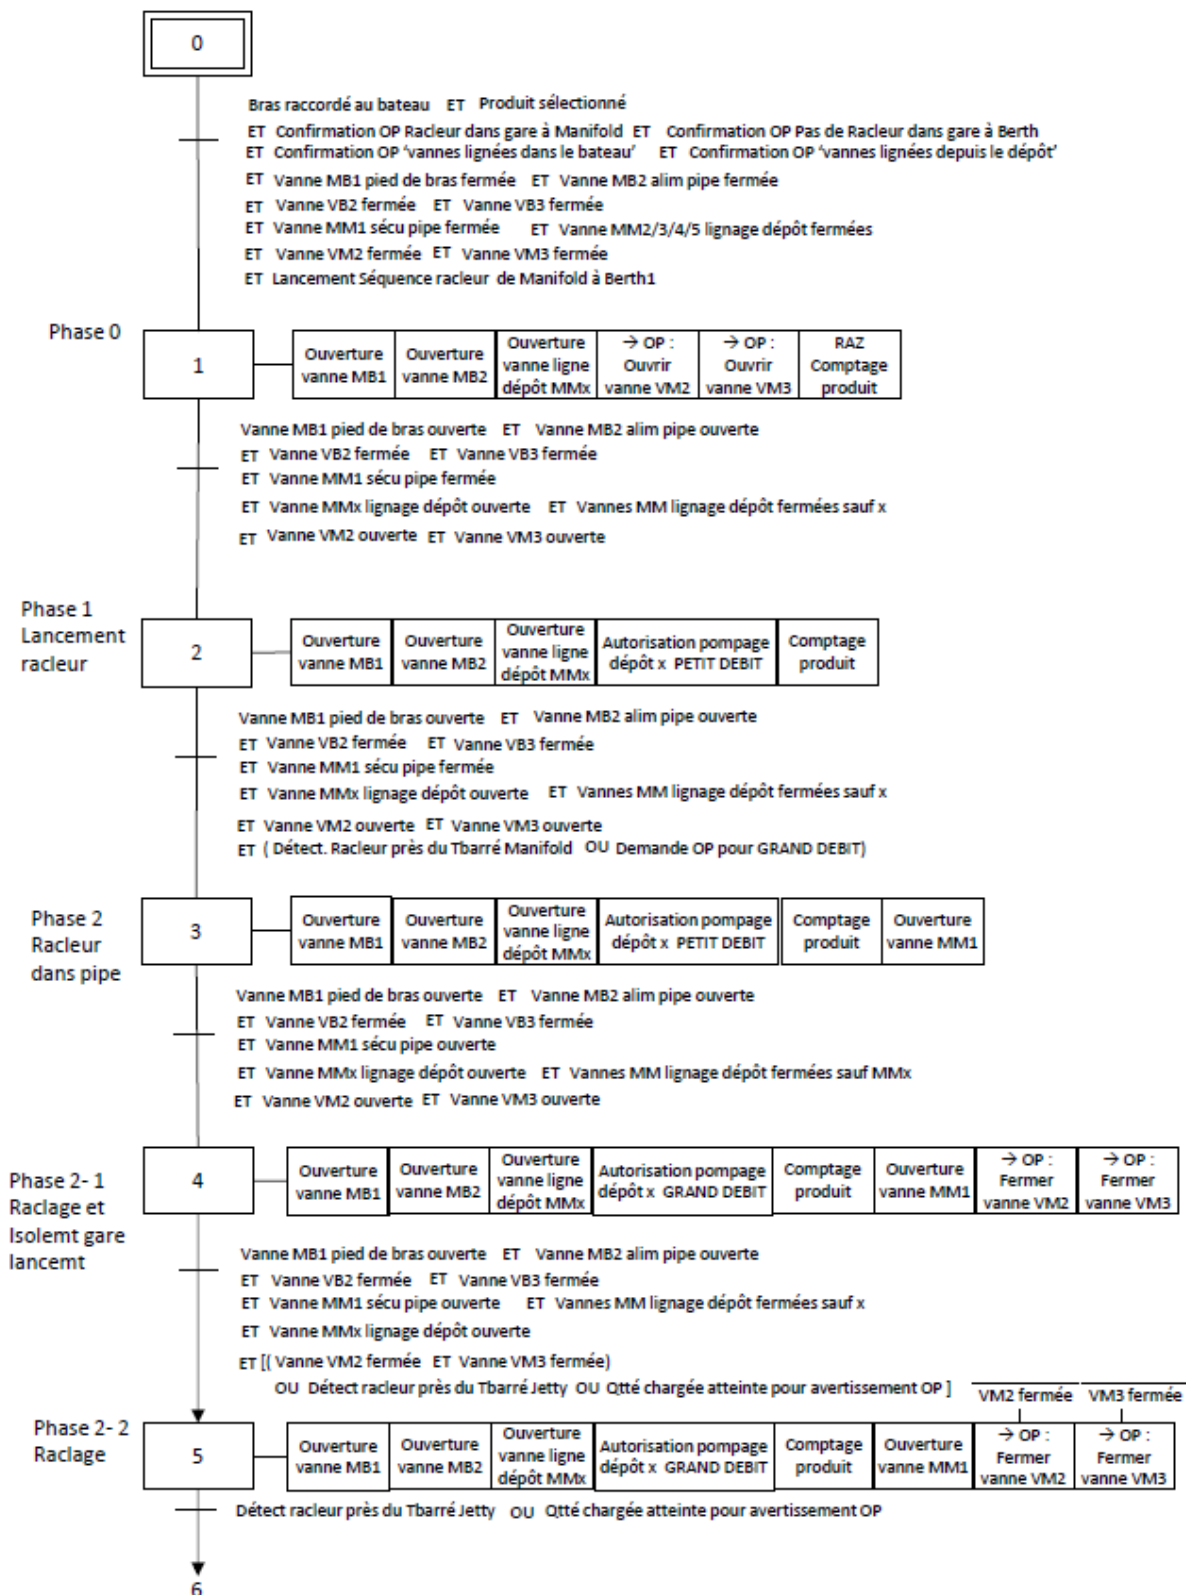 0
Bras raccordé au bateau ET Produit sélectionné
ET Confirmation OP Racleur dans gare à Manifold ET Confirmation OP Pas de Racleur dans gare à Berth
ET Confirmation OP 'vannes lignées dans le bateau' ET Confirmation OP 'vannes lignées depuis le dépôt'
ET Vanne MB1 pied de bras fermée ET Vanne MB2 alim pipe fermée
ET Vanne VB2 fermée ET Vanne VB3 fermée
ET Vanne MM1 sécu pipe fermée ET Vanne MM2/3/4/5 lignage dépôt fermées
ET Vanne VM2 fermée ET Vanne VM3 fermée
ET Lancement Séquence racleur de Manifold à Berth1
Phase 0
1
Ouverture
vanne MB1
Ouverture
vanne MB2
Ouverture
vanne ligne
dépôt MMx
→ OP :
Ouvrir
vanne VM2
→ OP :
Ouvrir
vanne VM3
RAZ
Comptage
produit
Vanne MB1 pied de bras ouverte ET Vanne MB2 alim pipe ouverte
ET Vanne VB2 fermée ET Vanne VB3 fermée
ET Vanne MM1 sécu pipe fermée
ET Vanne MMx lignage dépôt ouverte ET Vannes MM lignage dépôt fermées sauf x
ET Vanne VM2 ouverte ET Vanne VM3 ouverte
Phase 1
Lancement
racleur
2
Ouverture
vanne MB1
Ouverture
vanne MB2
Ouverture
vanne ligne
dépôt MMx
Autorisation pompage
dépôt x PETIT DEBIT
Comptage
produit
Vanne MB1 pied de bras ouverte ET Vanne MB2 alim pipe ouverte
ET Vanne VB2 fermée ET Vanne VB3 fermée
ET Vanne MM1 sécu pipe fermée
ET Vanne MMx lignage dépôt ouverte ET Vannes MM lignage dépôt fermées sauf x
ET Vanne VM2 ouverte ET Vanne VM3 ouverte
ET ( Détect. Racleur près du Tbarré Manifold OU Demande OP pour GRAND DEBIT)
Phase 2
Racleur
dans pipe
3
Ouverture
vanne MB1
Ouverture
vanne MB2
Ouverture
vanne ligne
dépôt MMx
Autorisation pompage
dépôt x PETIT DEBIT
Comptage
produit
Ouverture
vanne MM1
Vanne MB1 pied de bras ouverte ET Vanne MB2 alim pipe ouverte
ET Vanne VB2 fermée ET Vanne VB3 fermée
ET Vanne MM1 sécu pipe ouverte
ET Vanne MMx lignage dépôt ouverte ET Vannes MM lignage dépôt fermées sauf MMx
ET Vanne VM2 ouverte ET Vanne VM3 ouverte
Phase 2- 1
Raclage et
Isolemt gare
lancemt
4
Ouverture
vanne MB1
Ouverture
vanne MB2
Ouverture
vanne ligne
dépôt MMx
Autorisation pompage
dépôt x GRAND DEBIT
Comptage
produit
Ouverture
vanne MM1
→ OP :
Fermer
vanne VM2
→ OP :
Fermer
vanne VM3
Vanne MB1 pied de bras ouverte ET Vanne MB2 alim pipe ouverte
ET Vanne VB2 fermée ET Vanne VB3 fermée
ET Vanne MM1 sécu pipe ouverte ET Vannes MM lignage dépôt fermées sauf x
ET Vanne MMx lignage dépôt ouverte
ET [( Vanne VM2 fermée ET Vanne VM3 fermée)
OU Détect racleur près du Tbarré Jetty OU Qtté chargée atteinte pour avertissement OP ]
VM2 fermée VM3 fermée
Phase 2- 2
Raclage
5
Ouverture
vanne MB1
Ouverture
vanne MB2
Ouverture
vanne ligne
dépôt MMx
Autorisation pompage
dépôt x GRAND DEBIT
Comptage
produit
Ouverture
vanne MM1
→ OP :
Fermer
vanne VM2
→ OP :
Fermer
vanne VM3
Détect racleur près du Tbarré Jetty OU Qtté chargée atteinte pour avertissement OP
6